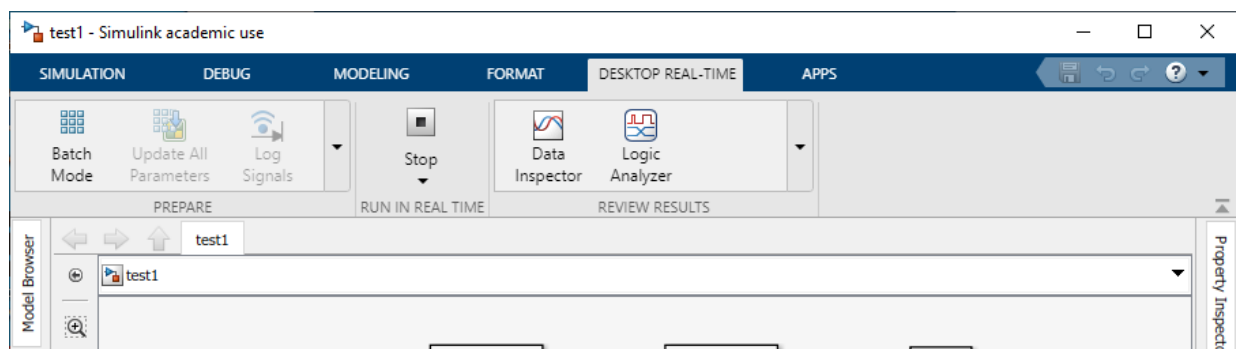 test1 - Simulink academic use
SIMULATION DEBUG MODELING FORMAT DESKTOP REAL-TIME APPS
?
Batch Mode
Update All Parameters
Log Signals
Stop
Data Inspector
Logic Analyzer
PREPARE RUN IN REAL TIME REVIEW RESULTS
Model Browser
test1
test1
Property